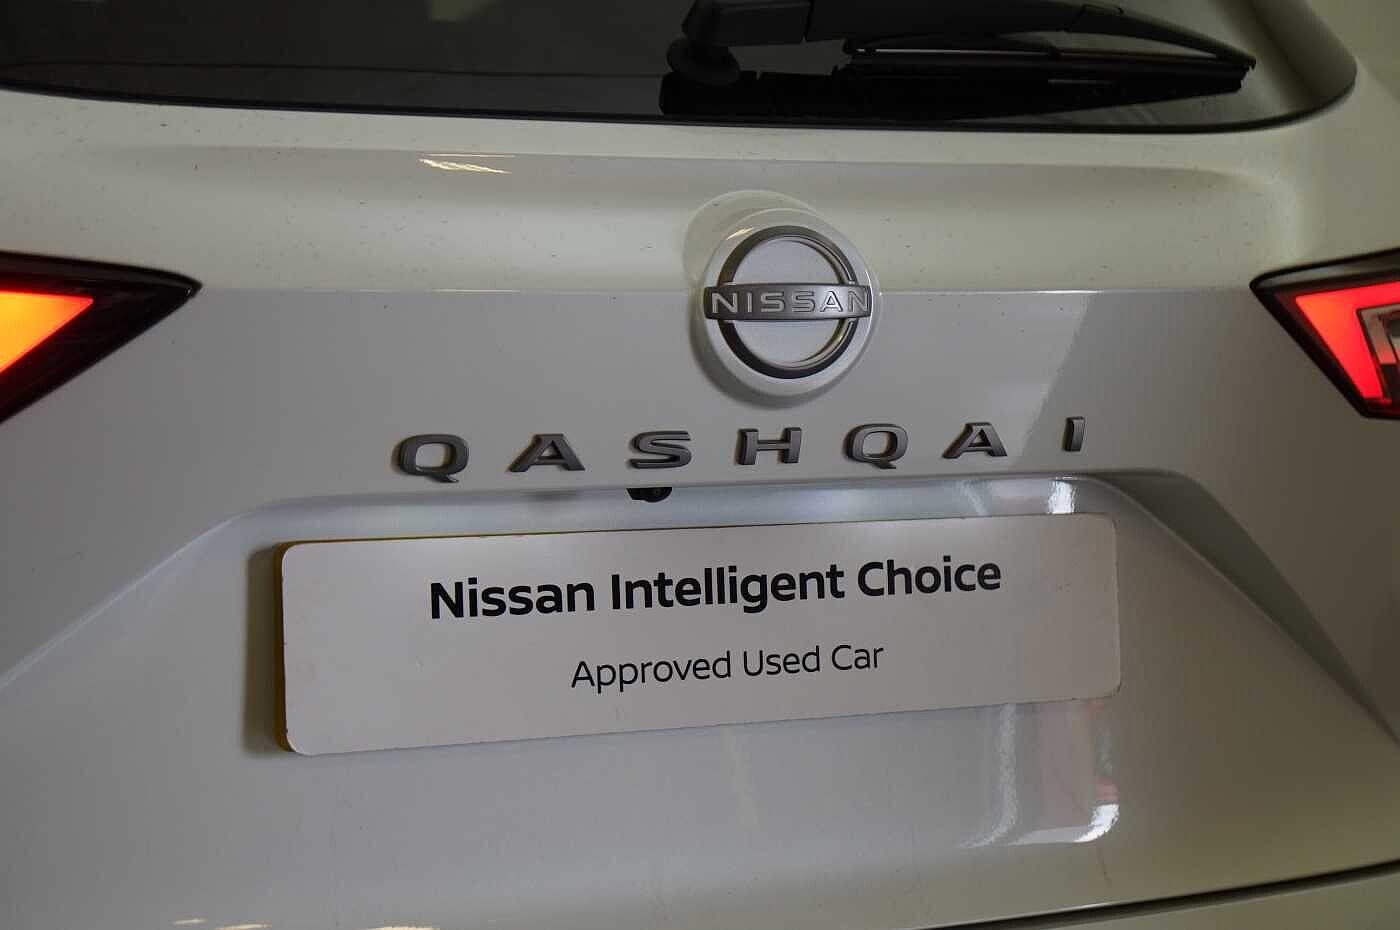 NISSAN
QASHQAI
Nissan Intelligent Choice
Approved Used Car